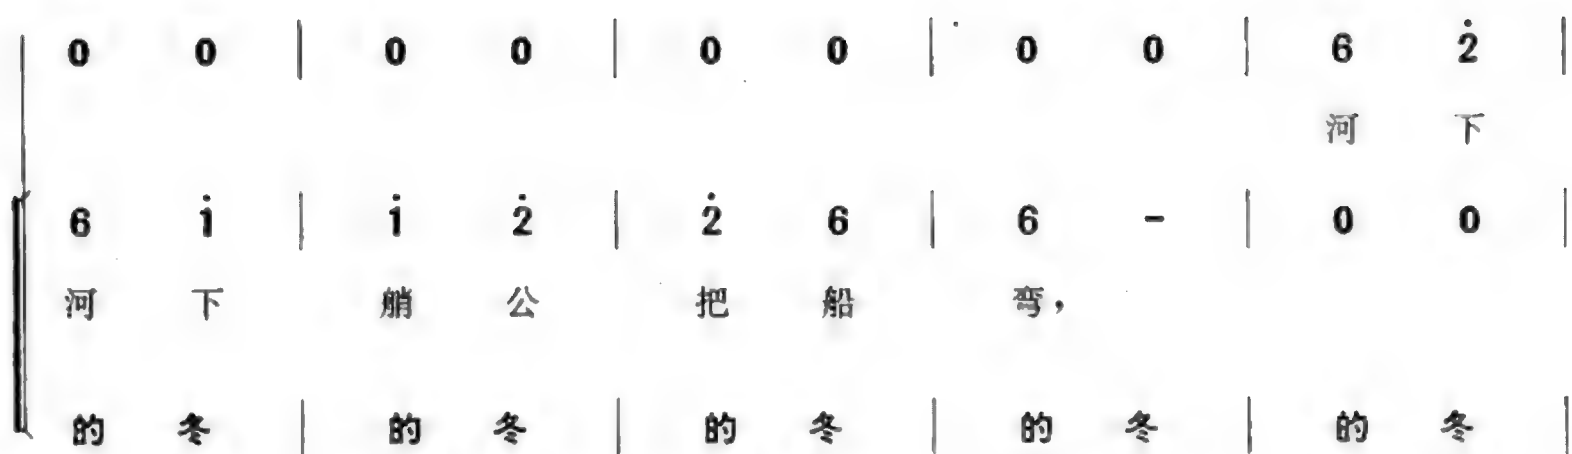 0 0 | 0 0 | 0 0 | 0 0 | 6 2̇ |
河 下
6 1̇ | 1̇ 2̇ | 2̇ 6 | 6 - | 0 0 |
河 下 艄 公 把 船 弯，
的 冬 | 的 冬 | 的 冬 | 的 冬 | 的 冬 |